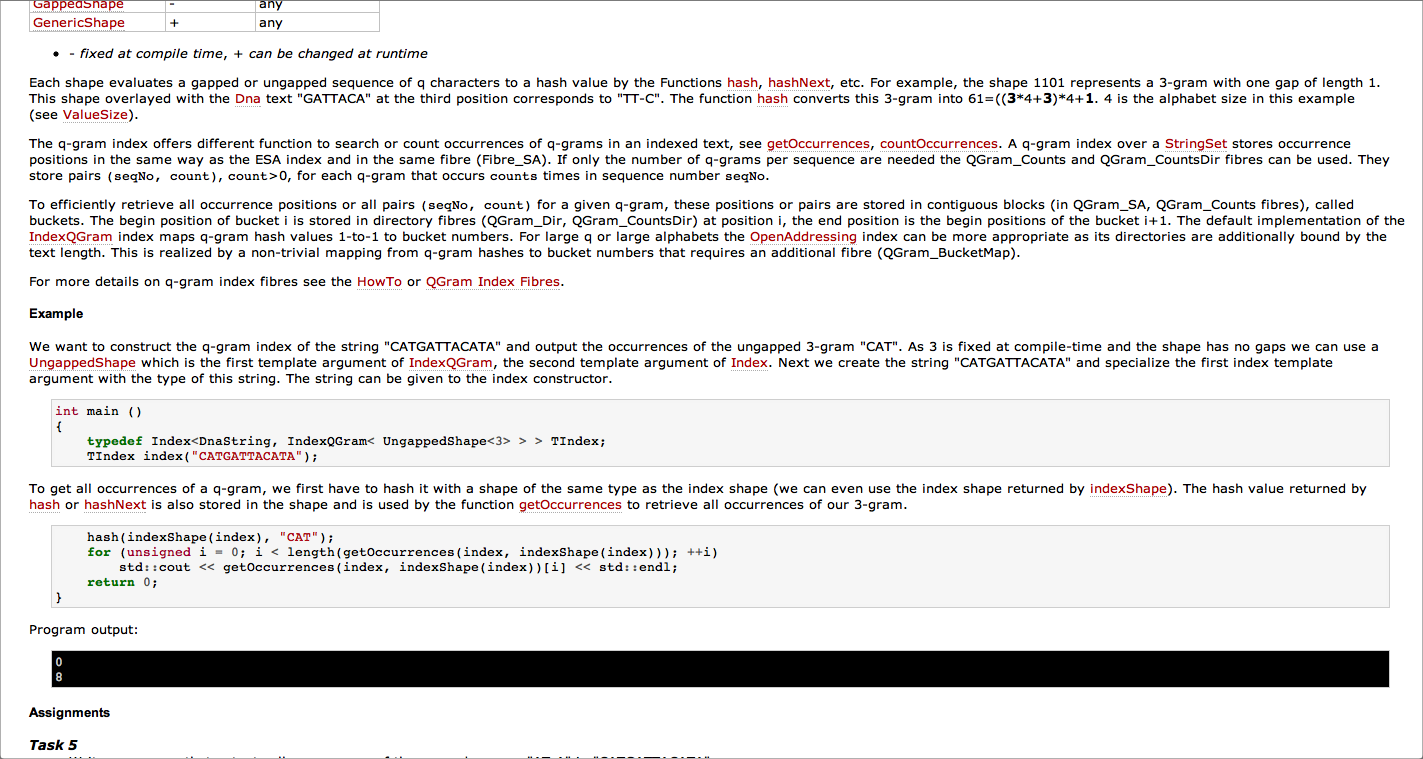 GappedShape - any
GenericShape + any
• - fixed at compile time, + can be changed at runtime
Each shape evaluates a gapped or ungapped sequence of q characters to a hash value by the Functions hash, hashNext, etc. For example, the shape 1101 represents a 3-gram with one gap of length 1.
This shape overlayed with the Dna text "GATTACA" at the third position corresponds to "TT-C". The function hash converts this 3-gram into 61=((3*4+3)*4+1. 4 is the alphabet size in this example
(see ValueSize).
The q-gram index offers different function to search or count occurrences of q-grams in an indexed text, see getOccurrences, countOccurrences. A q-gram index over a StringSet stores occurrence
positions in the same way as the ESA index and in the same fibre (Fibre_SA). If only the number of q-grams per sequence are needed the QGram_Counts and QGram_CountsDir fibres can be used. They
store pairs (seqNo, count), count>0, for each q-gram that occurs counts times in sequence number seqNo.
To efficiently retrieve all occurrence positions or all pairs (seqNo, count) for a given q-gram, these positions or pairs are stored in contiguous blocks (in QGram_SA, QGram_Counts fibres), called
buckets. The begin position of bucket i is stored in directory fibres (QGram_Dir, QGram_CountsDir) at position i, the end position is the begin positions of the bucket i+1. The default implementation of the
IndexQGram index maps q-gram hash values 1-to-1 to bucket numbers. For large q or large alphabets the OpenAddressing index can be more appropriate as its directories are additionally bound by the
text length. This is realized by a non-trivial mapping from q-gram hashes to bucket numbers that requires an additional fibre (QGram_BucketMap).
For more details on q-gram index fibres see the HowTo or QGram Index Fibres.
Example
We want to construct the q-gram index of the string "CATGATTACATA" and output the occurrences of the ungapped 3-gram "CAT". As 3 is fixed at compile-time and the shape has no gaps we can use a
UngappedShape which is the first template argument of IndexQGram, the second template argument of Index. Next we create the string "CATGATTACATA" and specialize the first index template
argument with the type of this string. The string can be given to the index constructor.
int main ()
{
    typedef Index<DnaString, IndexQGram< UngappedShape<3> > > TIndex;
    TIndex index("CATGATTACATA");
To get all occurrences of a q-gram, we first have to hash it with a shape of the same type as the index shape (we can even use the index shape returned by indexShape). The hash value returned by
hash or hashNext is also stored in the shape and is used by the function getOccurrences to retrieve all occurrences of our 3-gram.
    hash(indexShape(index), "CAT");
    for (unsigned i = 0; i < length(getOccurrences(index, indexShape(index))); ++i)
        std::cout << getOccurrences(index, indexShape(index))[i] << std::endl;
    return 0;
}
Program output:
0
8
Assignments
Task 5